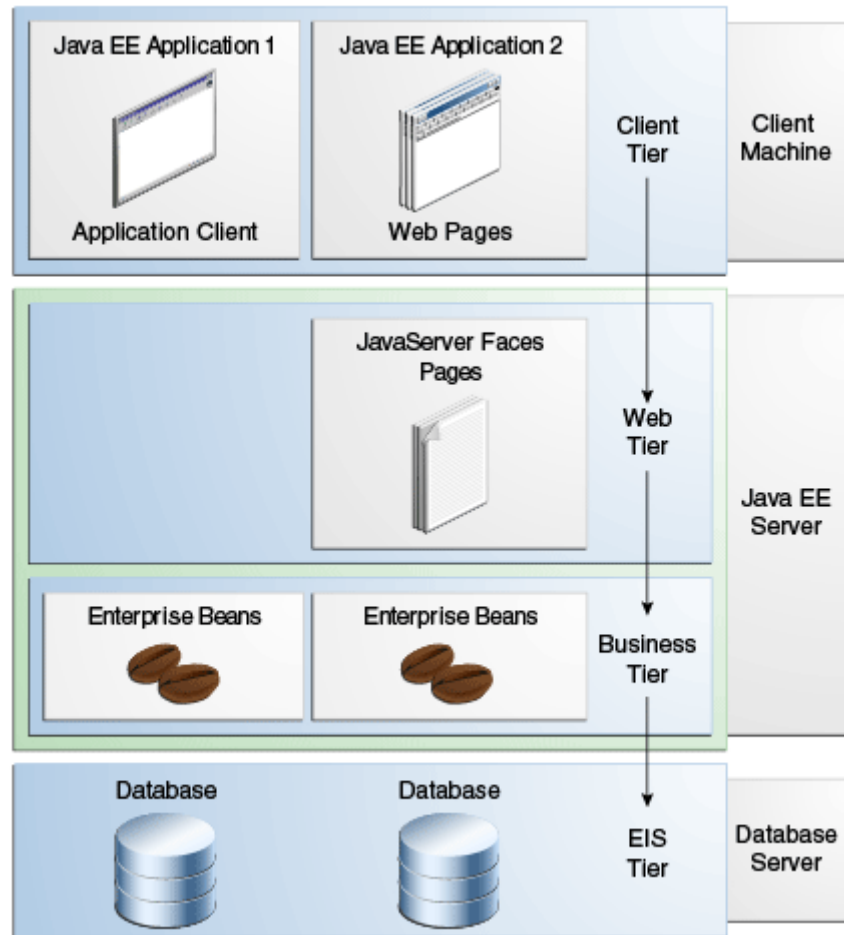 Java EE Application 1
Java EE Application 2
Application Client
Web Pages
Client
Tier
Client
Machine
JavaServer Faces
Pages
Web
Tier
Java EE
Server
Enterprise Beans
Enterprise Beans
Business
Tier
Database
Database
EIS
Tier
Database
Server